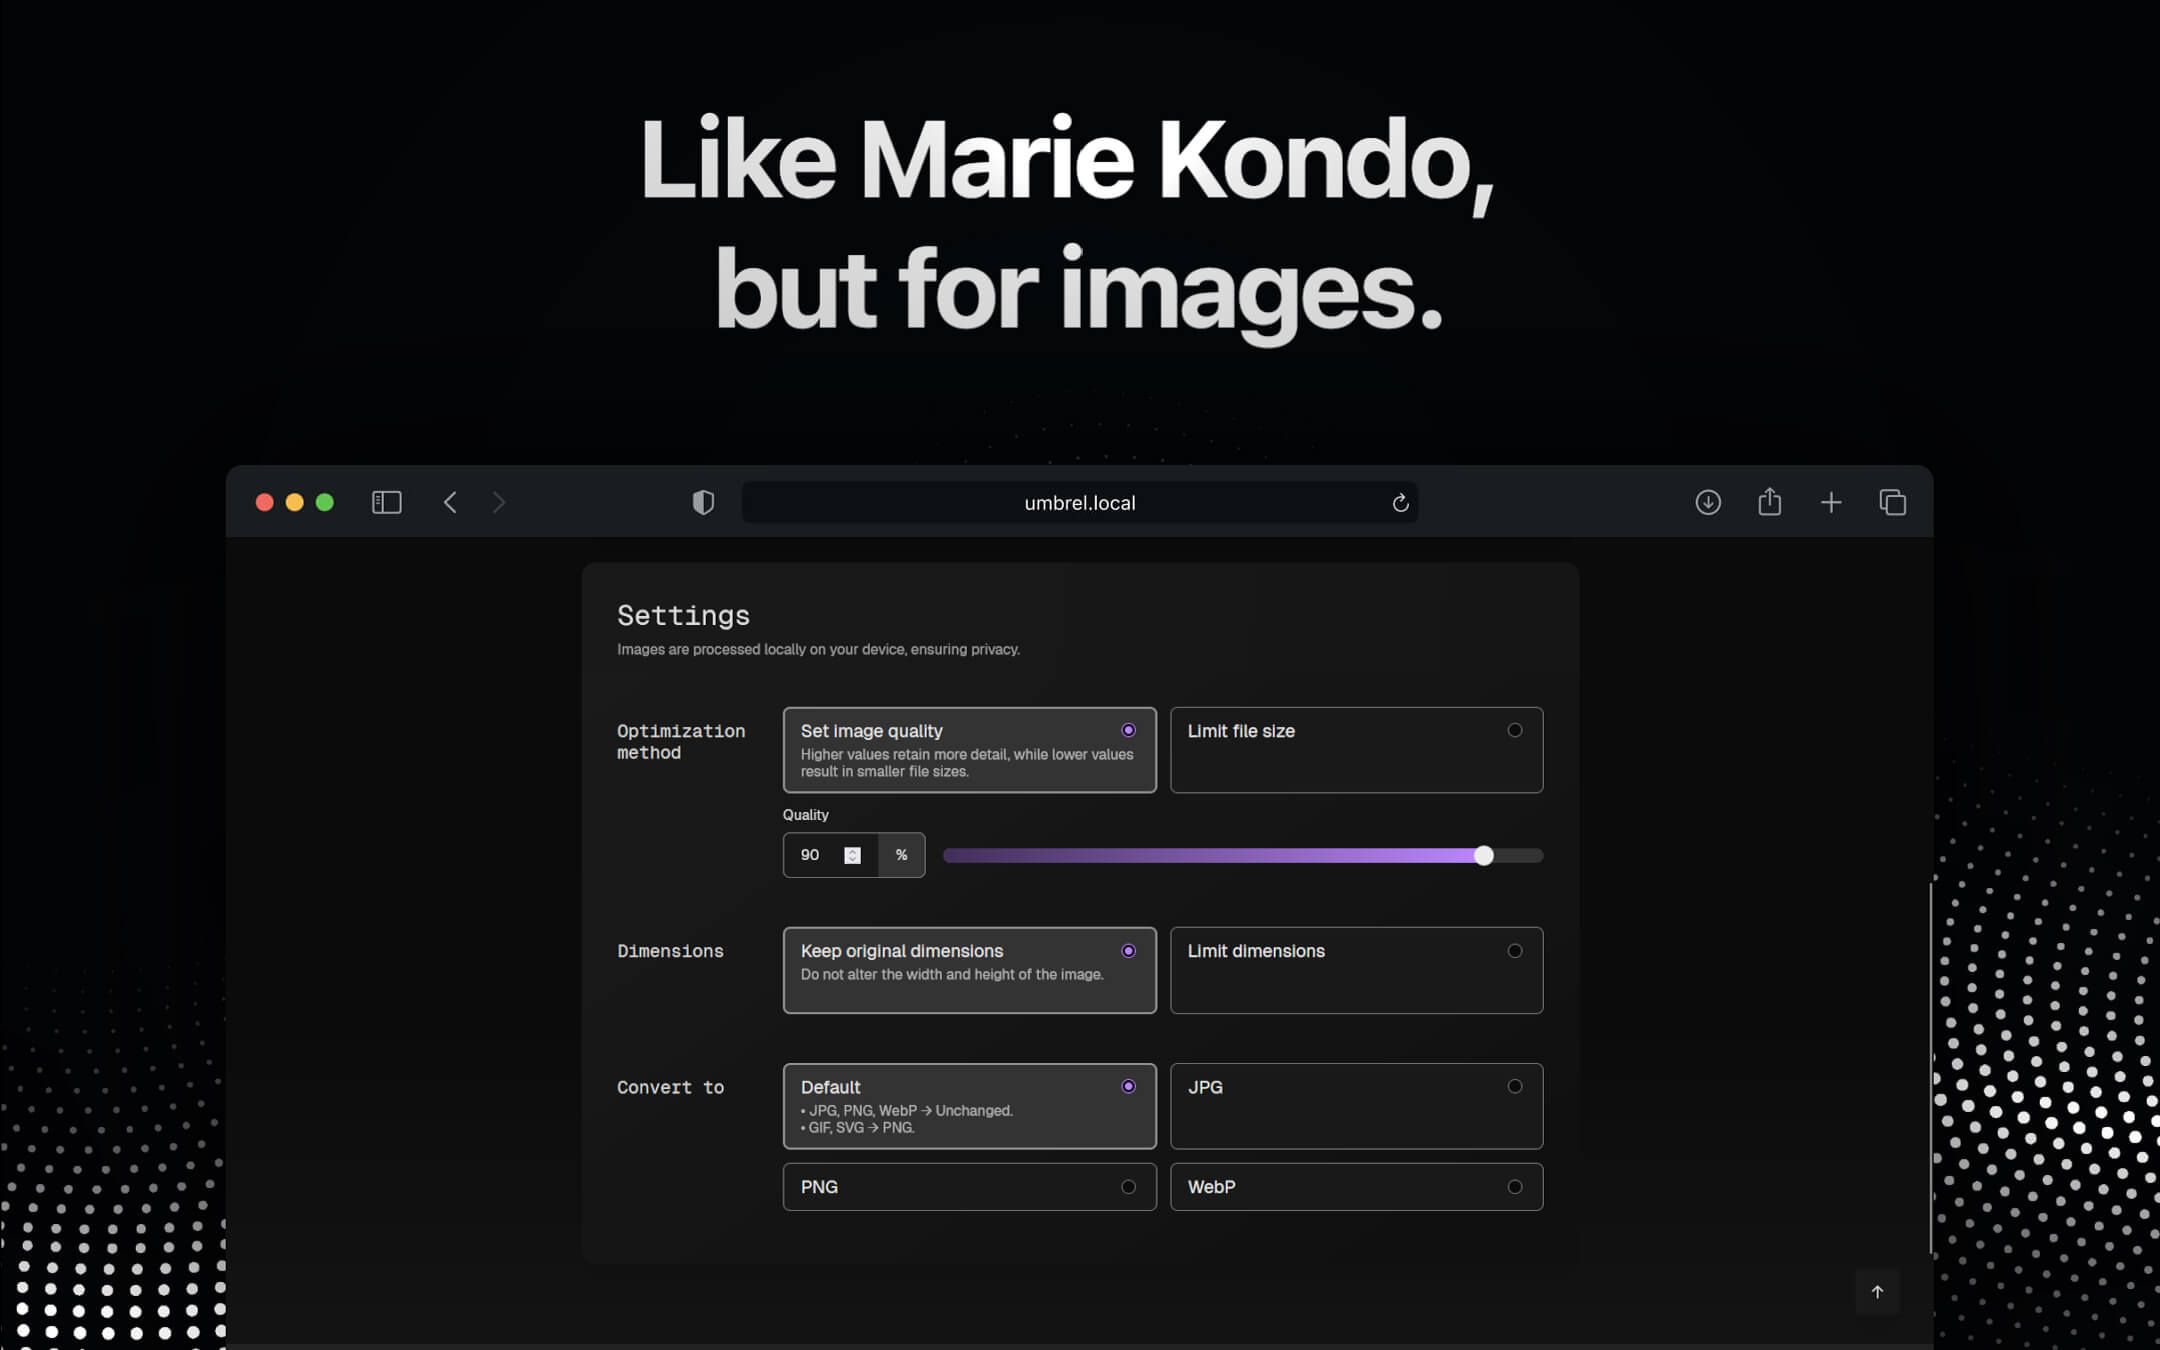 Like Marie Kondo,
but for images.
umbrel.local
Settings
Images are processed locally on your device, ensuring privacy.
Optimization
method
Set image quality
Higher values retain more detail, while lower values
result in smaller file sizes.
Limit file size
Quality
90
%
Dimensions
Keep original dimensions
Do not alter the width and height of the image.
Limit dimensions
Convert to
Default
• JPG, PNG, WebP → Unchanged.
• GIF, SVG → PNG.
JPG
PNG
WebP